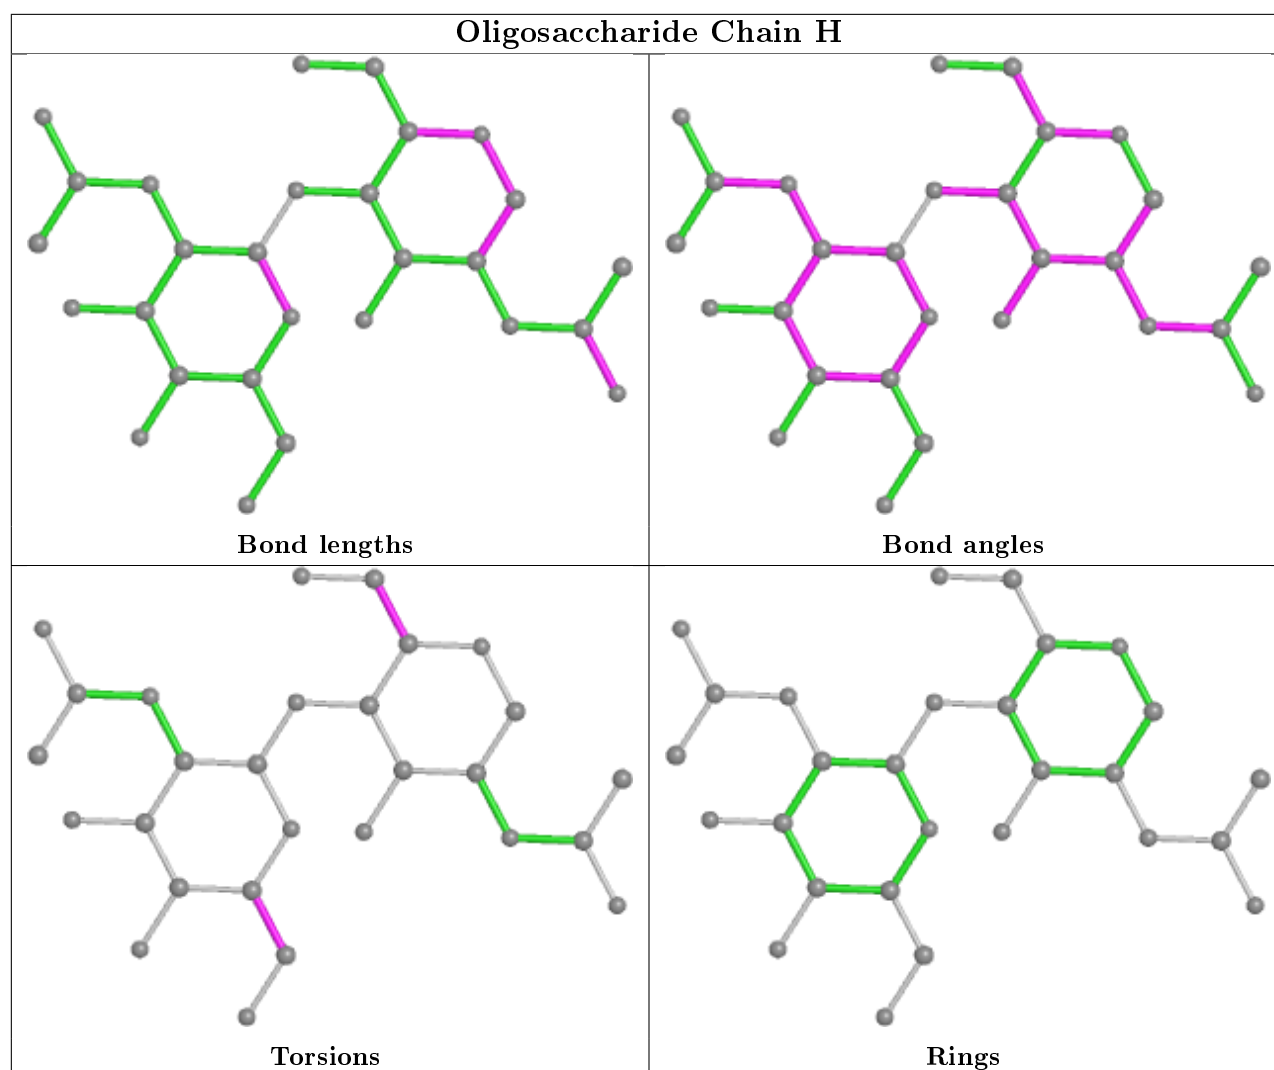 Oligosaccharide Chain H
Bond lengths
Bond angles
Torsions
Rings